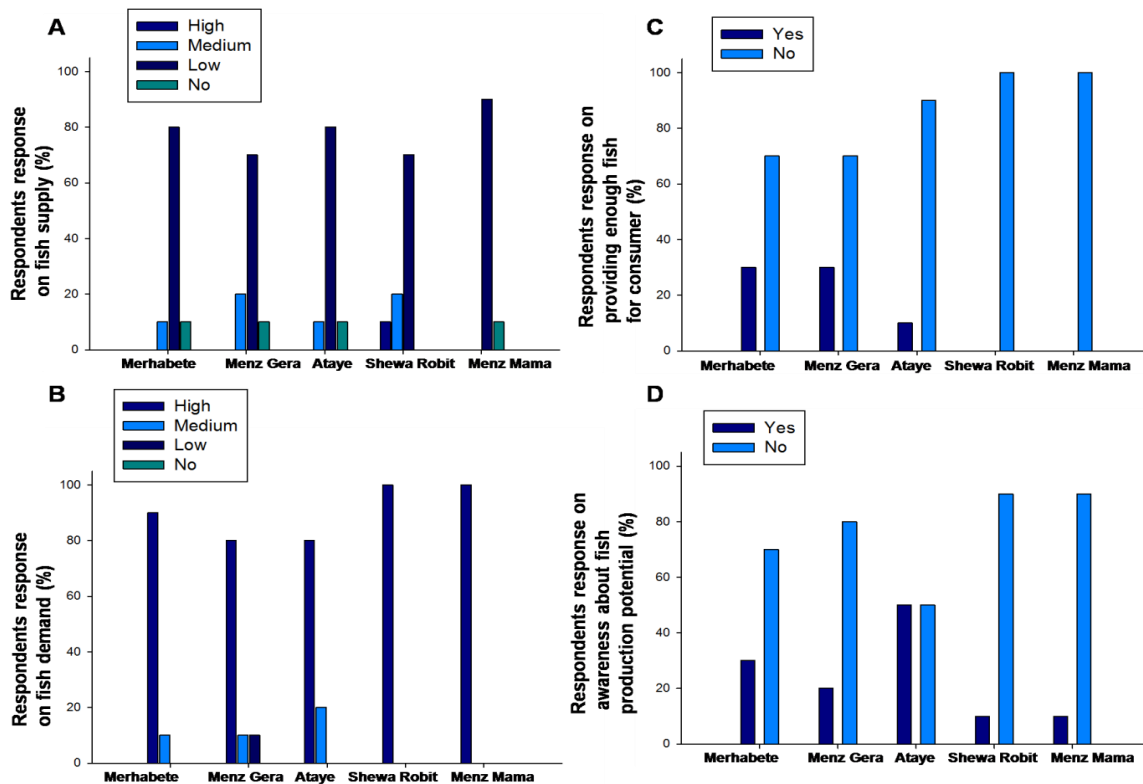 A
High
Medium
Low
No
Respondents response
on fish supply (%)
100
80
60
40
20
0
Merhabete Menz Gera Ataye Shewa Robit Menz Mama
B
High
Medium
Low
No
Respondents response
on fish demand (%)
100
80
60
40
20
0
Merhabete Menz Gera Ataye Shewa Robit Menz Mama
C
Yes
No
Respondents response on
providing enough fish
for consumer (%)
100
80
60
40
20
0
Merhabete Menz Gera Ataye Shewa Robit Menz Mama
D
Yes
No
Respondents response on
awareness about fish
production potential (%)
100
80
60
40
20
0
Merhabete Menz Gera Ataye Shewa Robit Menz Mama